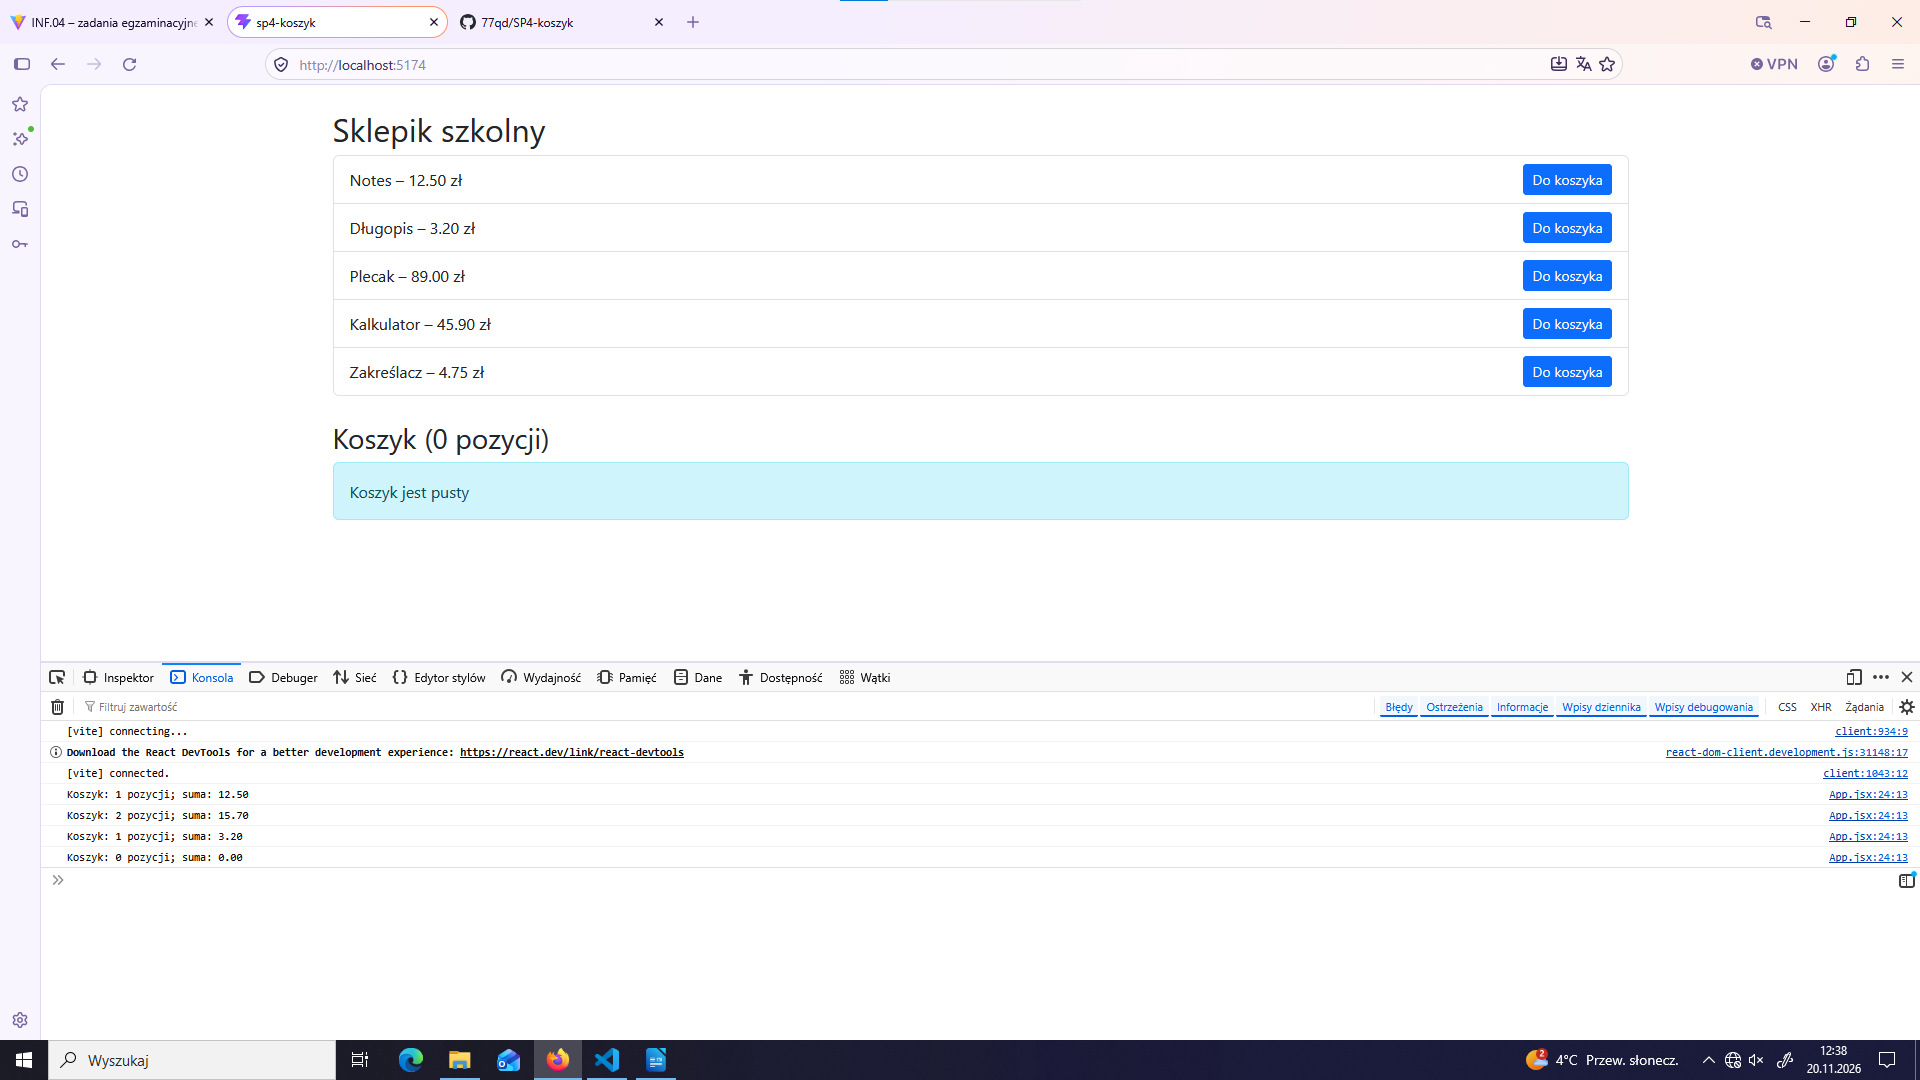 INF.04 – zadania egzaminacyjne
sp4-koszyk
77qd/SP4-koszyk
http://localhost:5174
VPN
Sklepik szkolny
Notes – 12.50 zł
Do koszyka
Długopis – 3.20 zł
Do koszyka
Plecak – 89.00 zł
Do koszyka
Kalkulator – 45.90 zł
Do koszyka
Zakreślacz – 4.75 zł
Do koszyka
Koszyk (0 pozycji)
Koszyk jest pusty
Inspektor
Konsola
Debuger
Sieć
Edytor stylów
Wydajność
Pamięć
Dane
Dostępność
Wątki
Filtruj zawartość
Błędy
Ostrzeżenia
Informacje
Wpisy dziennika
Wpisy debugowania
CSS
XHR
Żądania
[vite] connecting...
client:934:9
Download the React DevTools for a better development experience: https://react.dev/link/react-devtools
react-dom-client.development.js:31148:17
[vite] connected.
client:1043:12
Koszyk: 1 pozycji; suma: 12.50
App.jsx:24:13
Koszyk: 2 pozycji; suma: 15.70
App.jsx:24:13
Koszyk: 1 pozycji; suma: 3.20
App.jsx:24:13
Koszyk: 0 pozycji; suma: 0.00
App.jsx:24:13
Wyszukaj
2
4°C Przew. słonecz.
12:38
20.11.2026